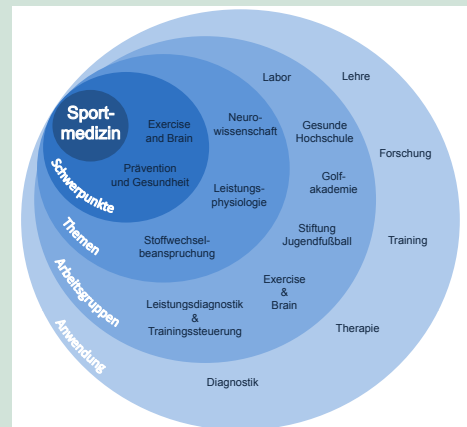 Sport-
medizin
Exercise
and Brain
Prävention
und Gesundheit
Schwerpunkte
Neuro-
wissenschaft
Leistungs-
physiologie
Stoffwechsel-
beanspruchung
Themen
Labor
Gesunde
Hochschule
Golf-
akademie
Stiftung
Jugendfußball
Exercise
&
Brain
Leistungsdiagnostik
&
Trainingssteuerung
Arbeitsgruppen
Lehre
Forschung
Training
Therapie
Diagnostik
Anwendung